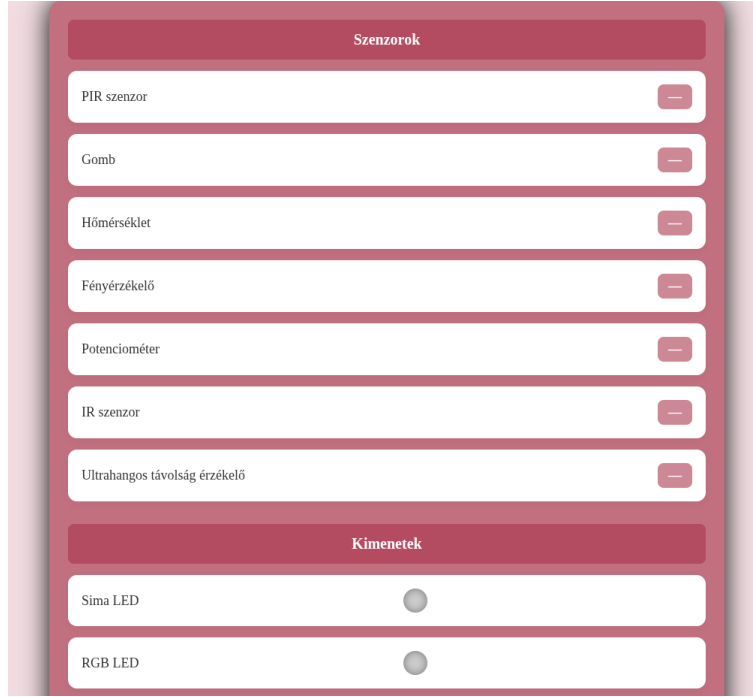 Szenzorok
PIR szenzor —
Gomb —
Hőmérséklet —
Fényérzékelő —
Potenciométer —
IR szenzor —
Ultrahangos távolság érzékelő —
Kimenetek
Sima LED
RGB LED